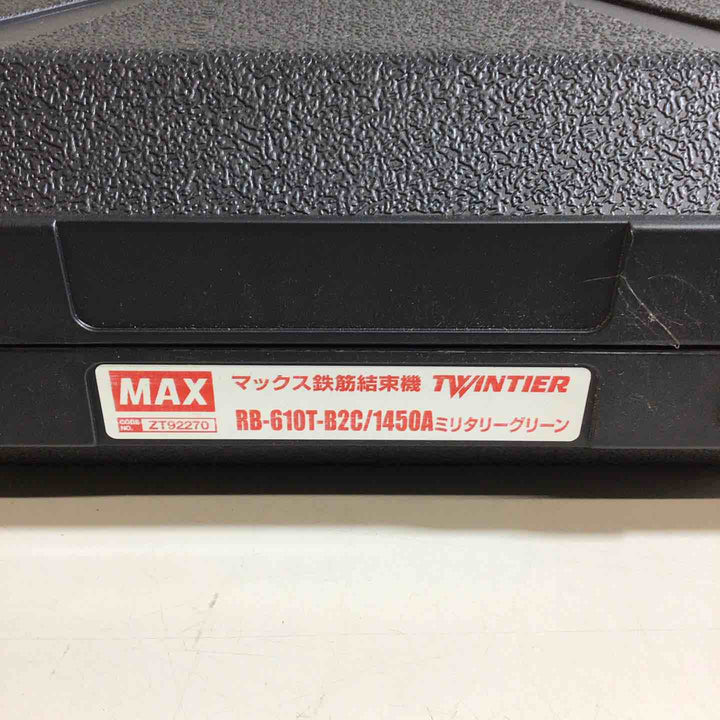 MAX マックス鉄筋結束機 TWINTIER
CODE NO. ZT92270 RB-610T-B2C/1450Aミリタリーグリーン